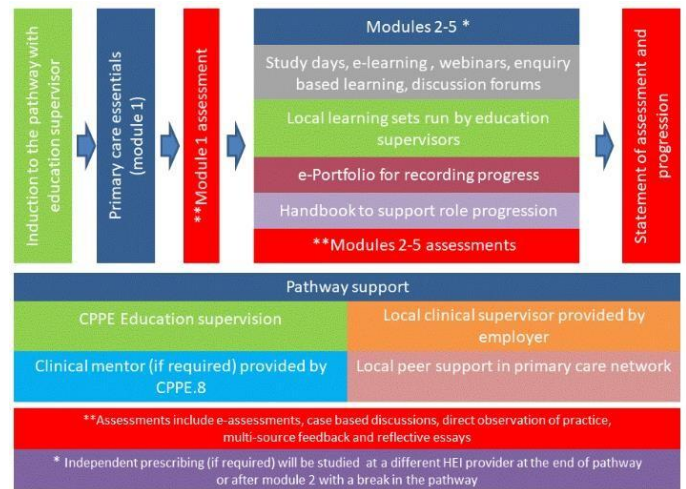 Induction to the pathway with
education supervisor
Primary care essentials
(module 1)
**Module 1 assessment
Modules 2-5 *
Study days, e-learning , webinars, enquiry
based learning, discussion forums
Local learning sets run by education
supervisors
e-Portfolio for recording progress
Handbook to support role progression
**Modules 2-5 assessments
Statement of assessment and
progression
Pathway support
CPPE Education supervision
Local clinical supervisor provided by
employer
Clinical mentor (if required) provided by
CPPE.8
Local peer support in primary care network
**Assessments include e-assessments, case based discussions, direct observation of practice,
multi-source feedback and reflective essays
* Independent prescribing (if required) will be studied at a different HEI provider at the end of pathway
or after module 2 with a break in the pathway